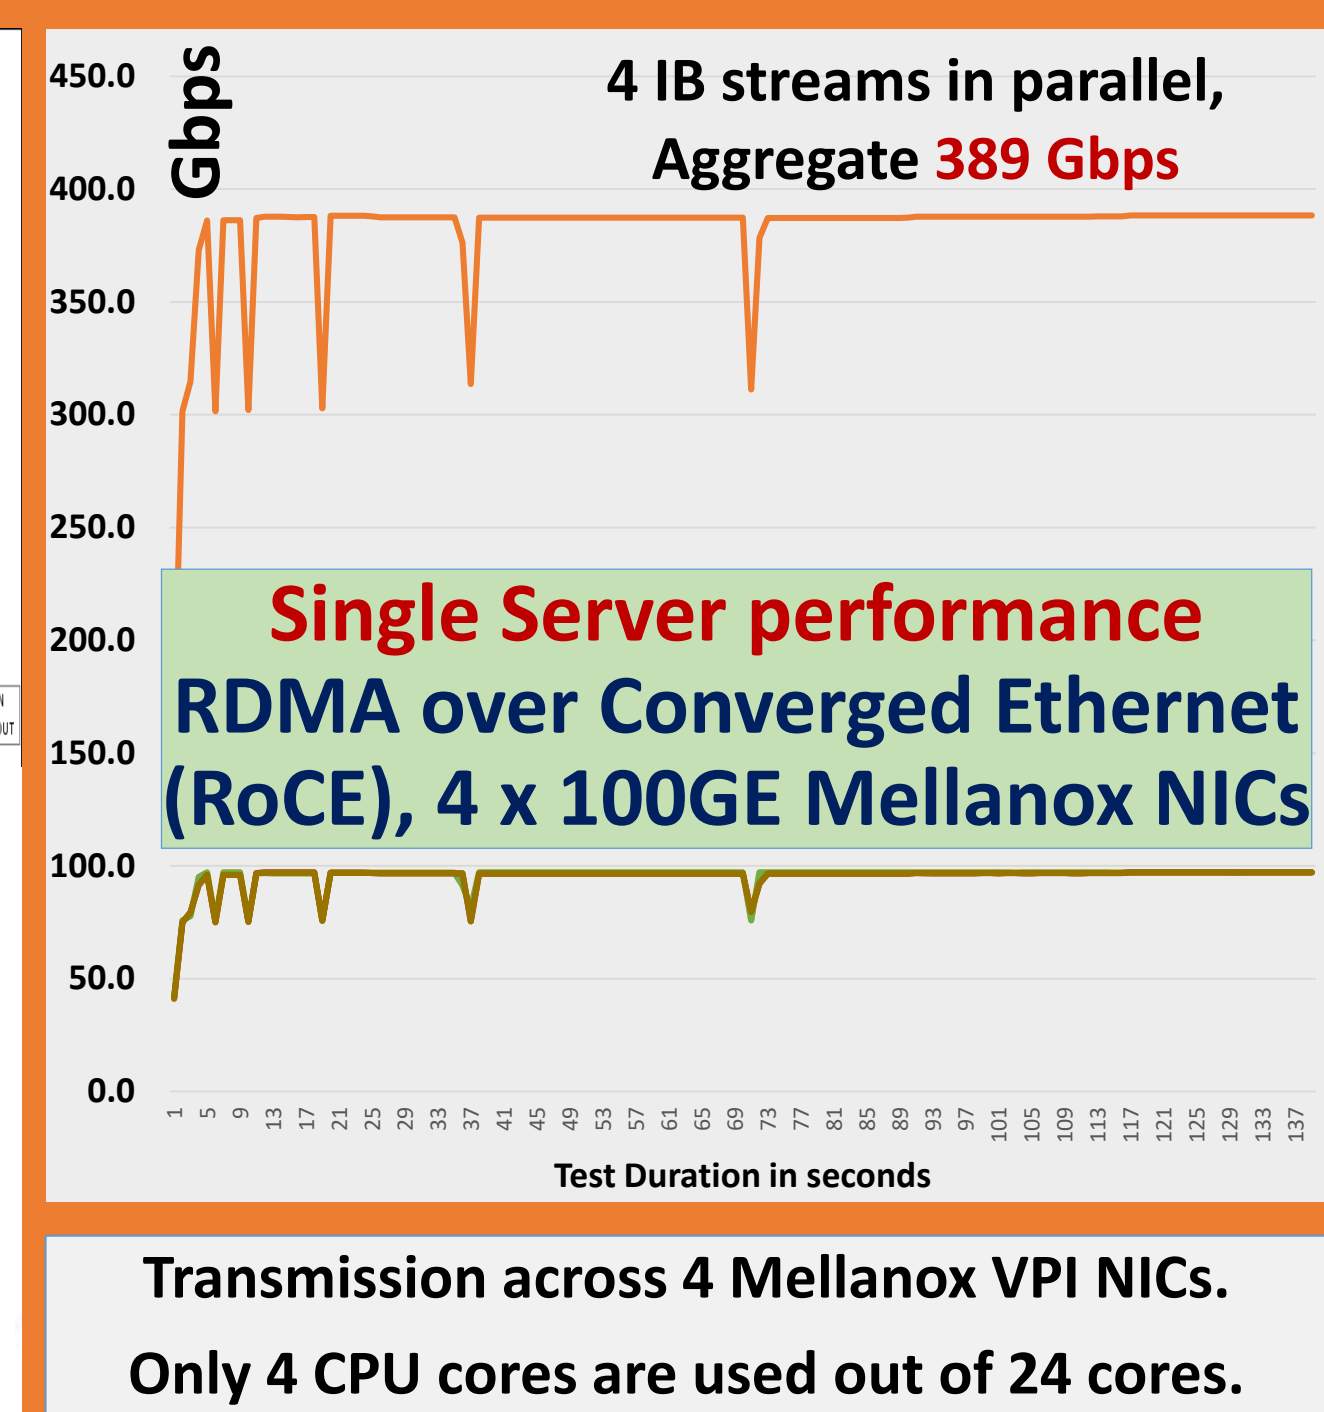 N
OUT
Gbps
4 IB streams in parallel,
Aggregate 389 Gbps
450.0
400.0
350.0
300.0
250.0
200.0
150.0
100.0
50.0
0.0
Single Server performance
RDMA over Converged Ethernet
(RoCE), 4 x 100GE Mellanox NICs
1 5 9 13 17 21 25 29 33 37 41 45 49 53 57 61 65 69 73 77 81 85 89 93 97 101 105 109 113 117 121 125 129 133 137
Test Duration in seconds
Transmission across 4 Mellanox VPI NICs.
Only 4 CPU cores are used out of 24 cores.